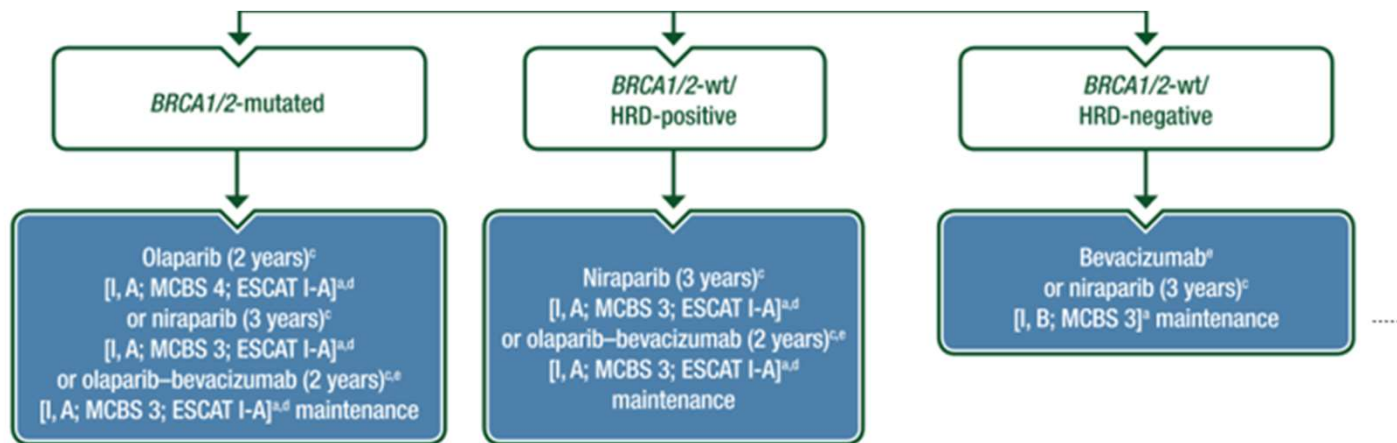 BRCA1/2-mutated
Olaparib (2 years)c
[I, A; MCBS 4; ESCAT I-A]a,d
or niraparib (3 years)c
[I, A; MCBS 3; ESCAT I-A]a,d
or olaparib–bevacizumab (2 years)c,e
[I, A; MCBS 3; ESCAT I-A]a,d maintenance
BRCA1/2-wt/
HRD-positive
Niraparib (3 years)c
[I, A; MCBS 3; ESCAT I-A]a,d
or olaparib–bevacizumab (2 years)c,e
[I, A; MCBS 3; ESCAT I-A]a,d
maintenance
BRCA1/2-wt/
HRD-negative
Bevacizumabe
or niraparib (3 years)c
[I, B; MCBS 3]a maintenance